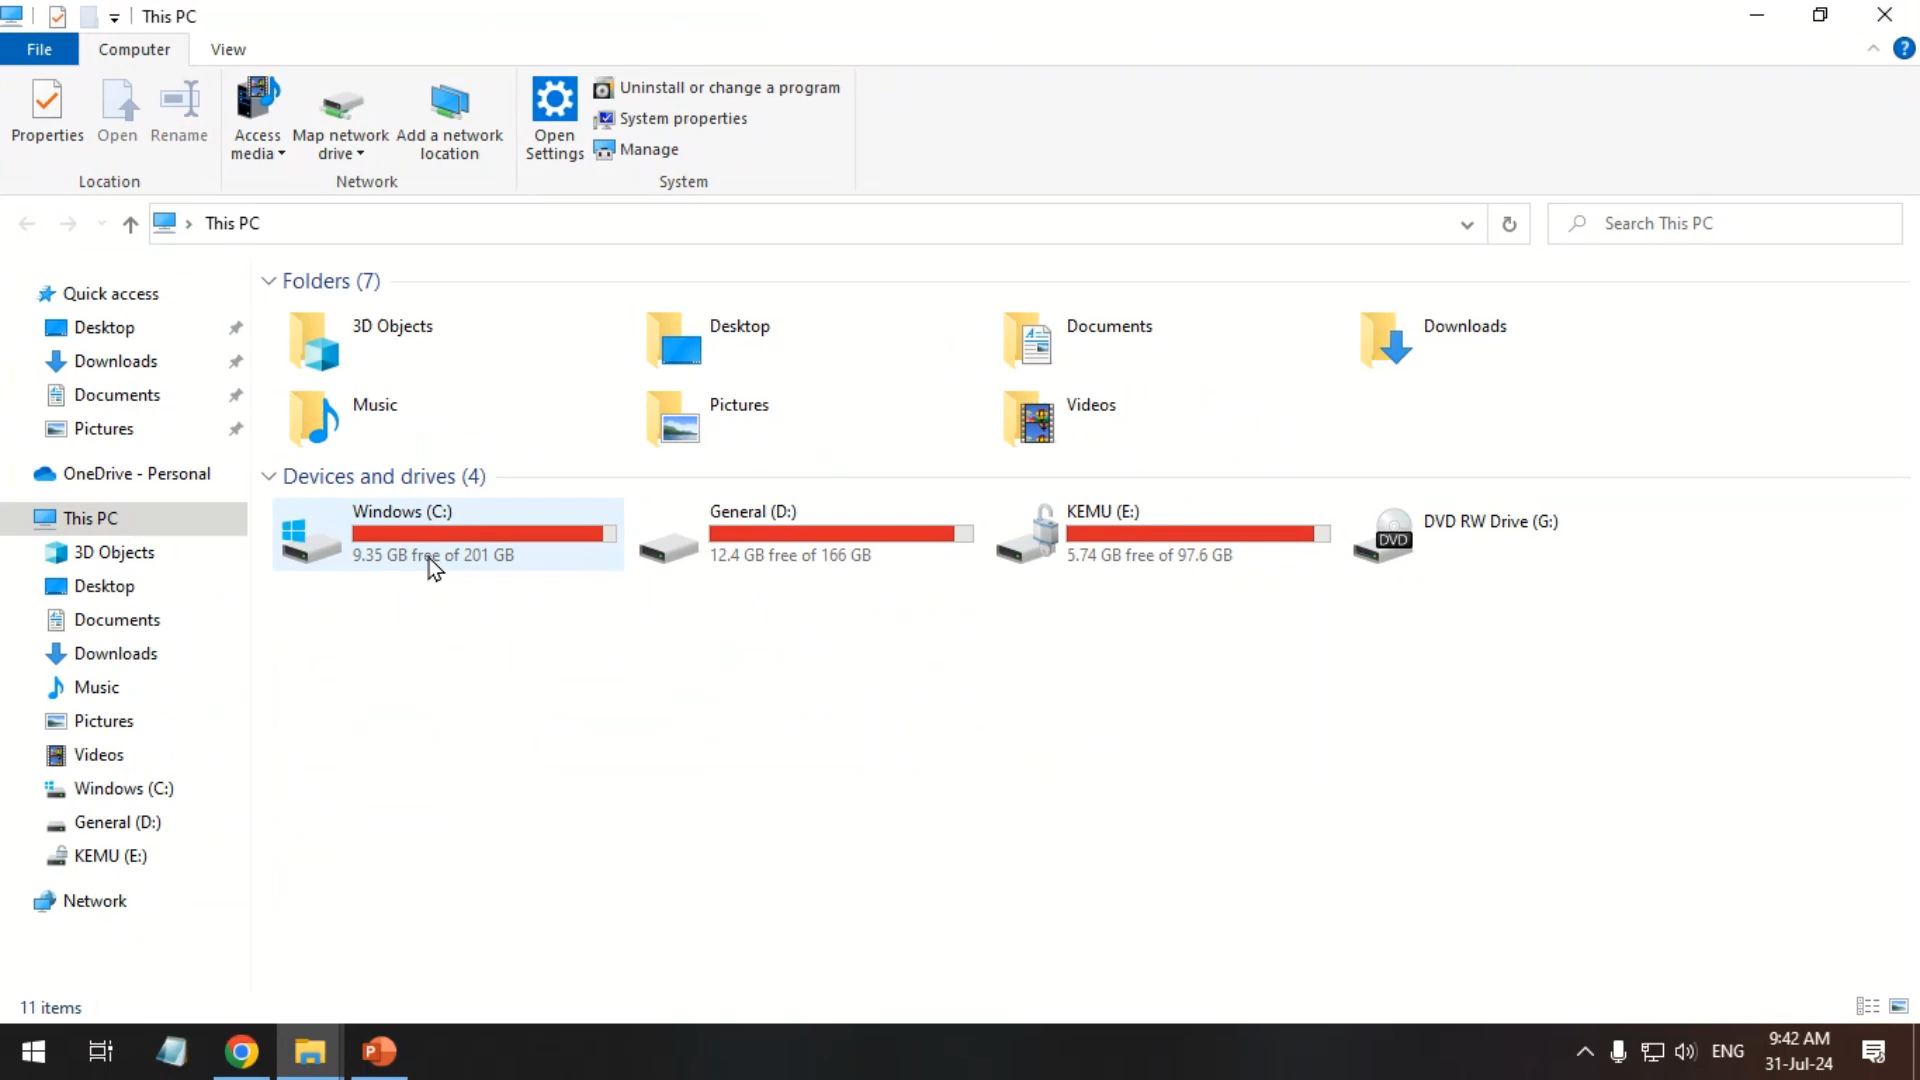 This PC
File
Computer
View
Properties
Open
Rename
Access
media
Map network
drive
Add a network
location
Open
Settings
Uninstall or change a program
System properties
Manage
Location
Network
System
This PC
Search This PC
Quick access
Desktop
Downloads
Documents
Pictures
OneDrive - Personal
This PC
3D Objects
Desktop
Documents
Downloads
Music
Pictures
Videos
Windows (C:)
General (D:)
KEMU (E:)
Network
Folders (7)
3D Objects
Desktop
Documents
Downloads
Music
Pictures
Videos
Devices and drives (4)
Windows (C:)
9.35 GB free of 201 GB
General (D:)
12.4 GB free of 166 GB
KEMU (E:)
5.74 GB free of 97.6 GB
DVD
DVD RW Drive (G:)
11 items
ENG
9:42 AM
31-Jul-24